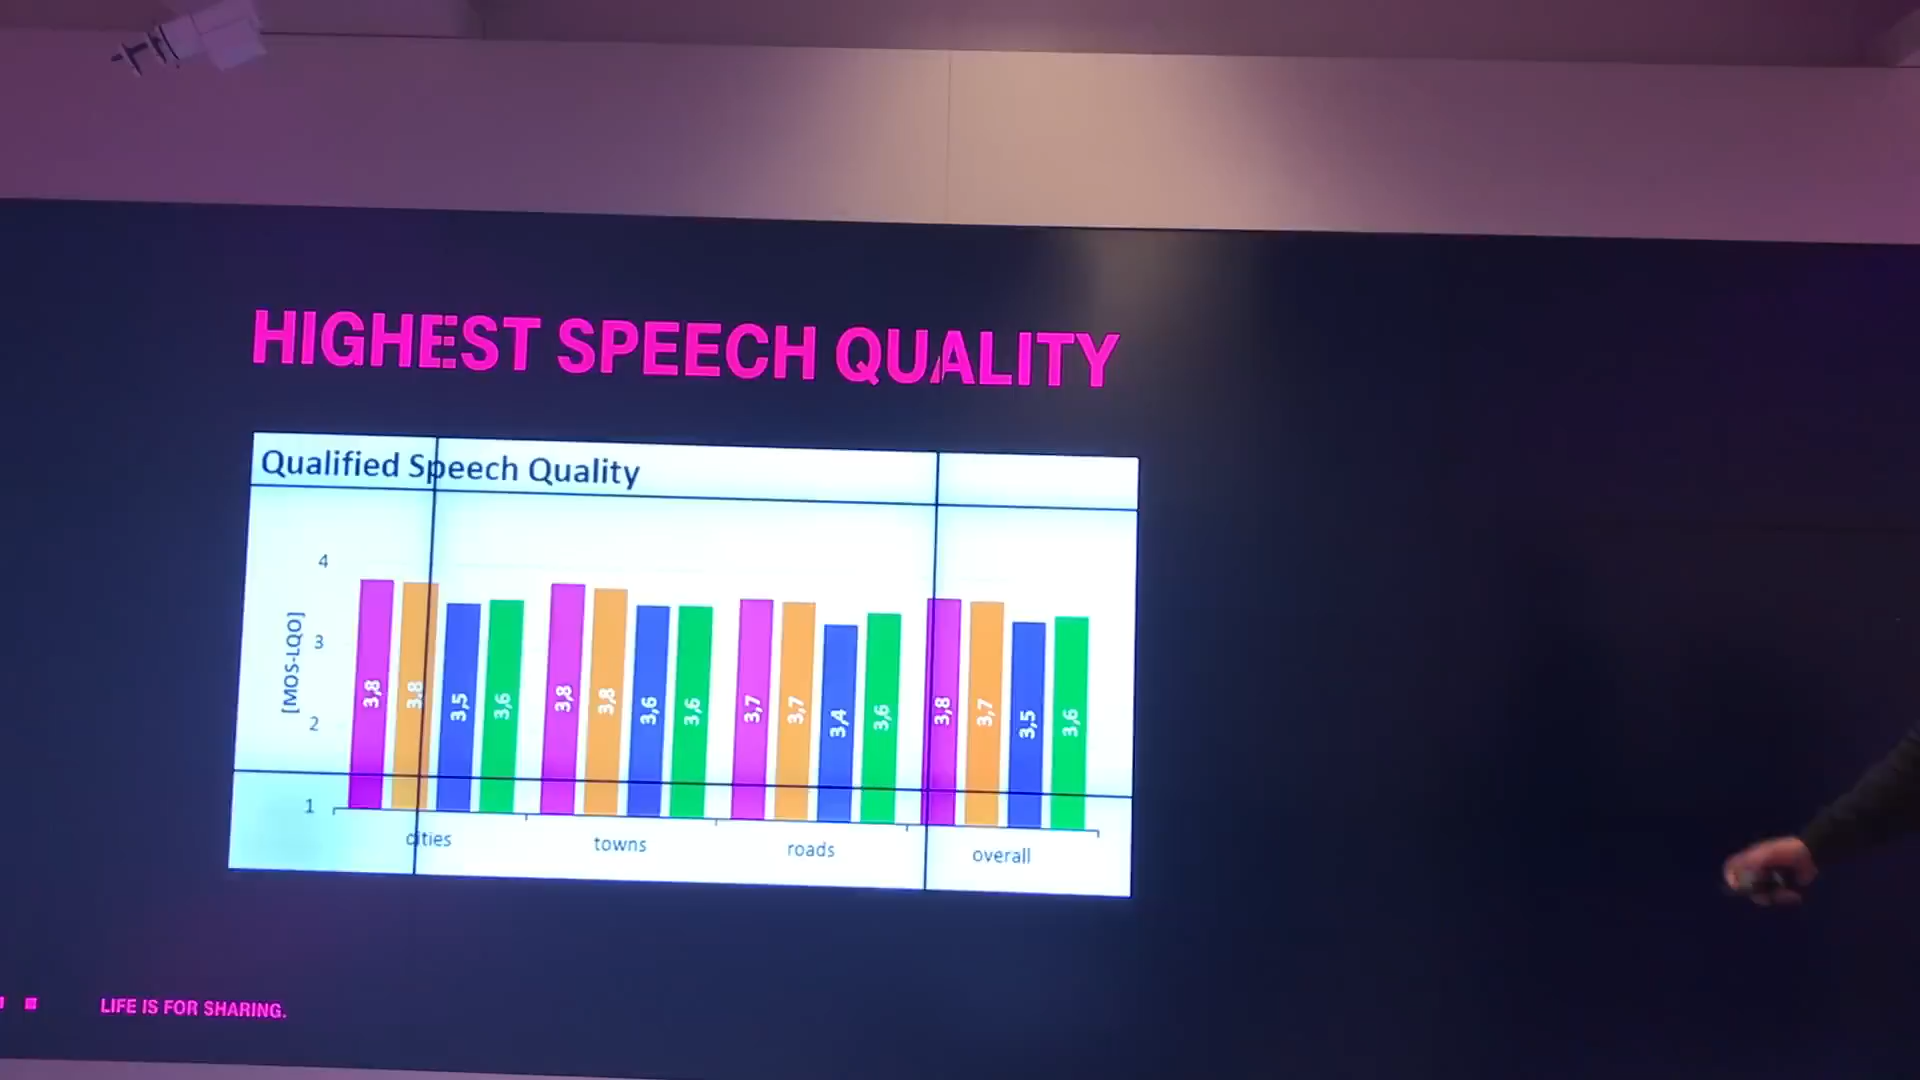 HIGHEST SPEECH QUALITY
Qualified Speech Quality
[MOS-LQO]
4
3
2
1
3,8 3,8 3,5 3,6
3,8 3,8 3,6 3,6
3,7 3,7 3,4 3,6
3,8 3,7 3,5 3,6
cities towns roads overall
LIFE IS FOR SHARING.